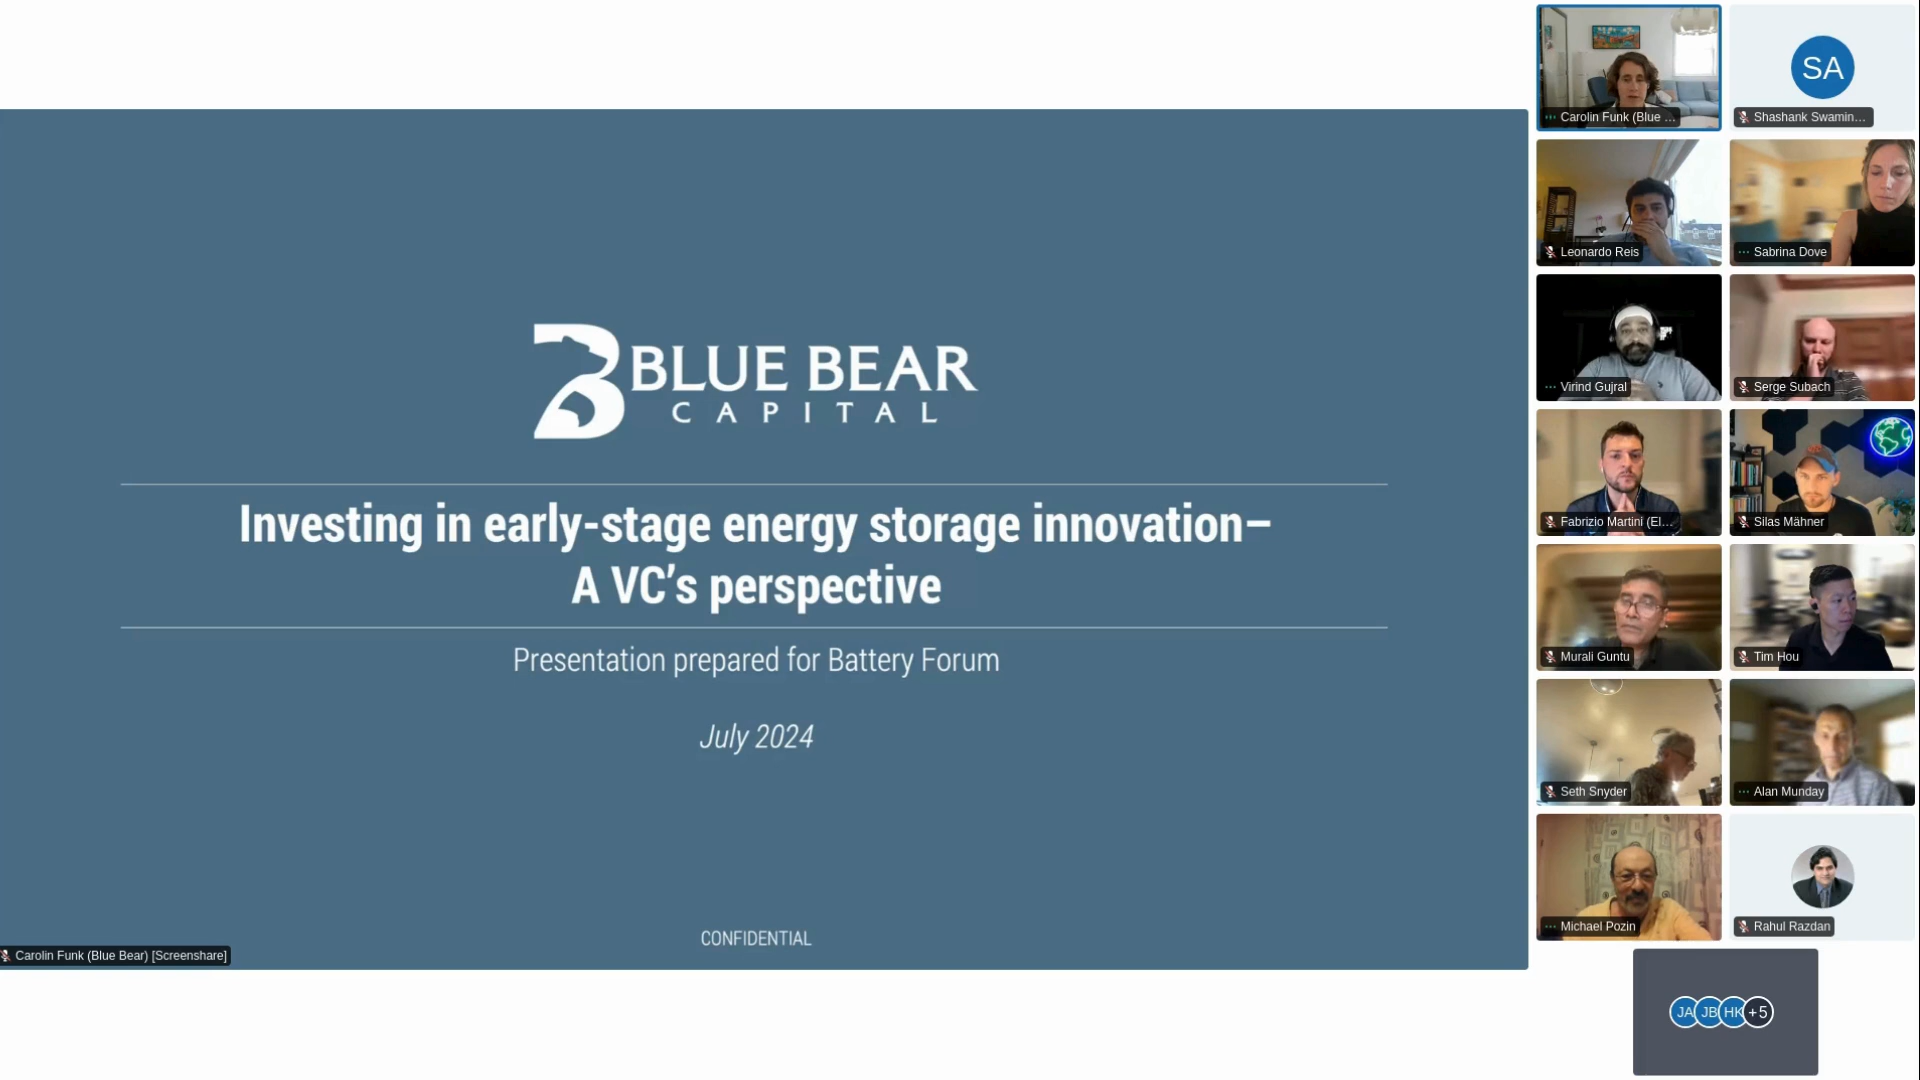 BLUE BEAR
CAPITAL
Investing in early-stage energy storage innovation–
A VC’s perspective
Presentation prepared for Battery Forum
July 2024
CONFIDENTIAL
Carolin Funk (Blue Bear) [Screenshare]
Carolin Funk (Blue ...
SA
Shashank Swamin...
Leonardo Reis
Sabrina Dove
Virind Gujral
Serge Subach
Fabrizio Martini (El...
Silas Mähner
Murali Guntu
Tim Hou
Seth Snyder
Alan Munday
Michael Pozin
Rahul Razdan
JA JB HK +5